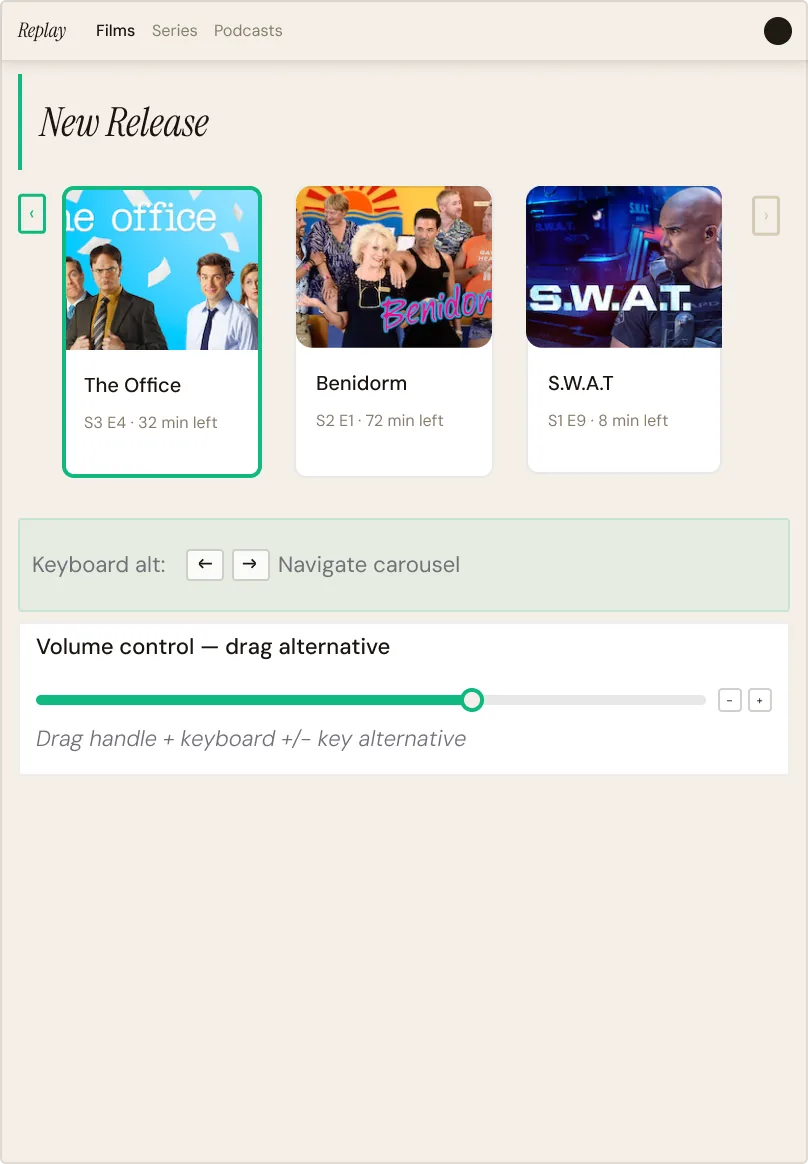 Replay Films Series Podcasts
New Release
‹
›
he office
Benidor
S.W.A.T.
The Office
S3 E4 · 32 min left
Benidorm
S2 E1 · 72 min left
S.W.A.T
S1 E9 · 8 min left
Keyboard alt: ← → Navigate carousel
Volume control — drag alternative
- +
Drag handle + keyboard +/- key alternative